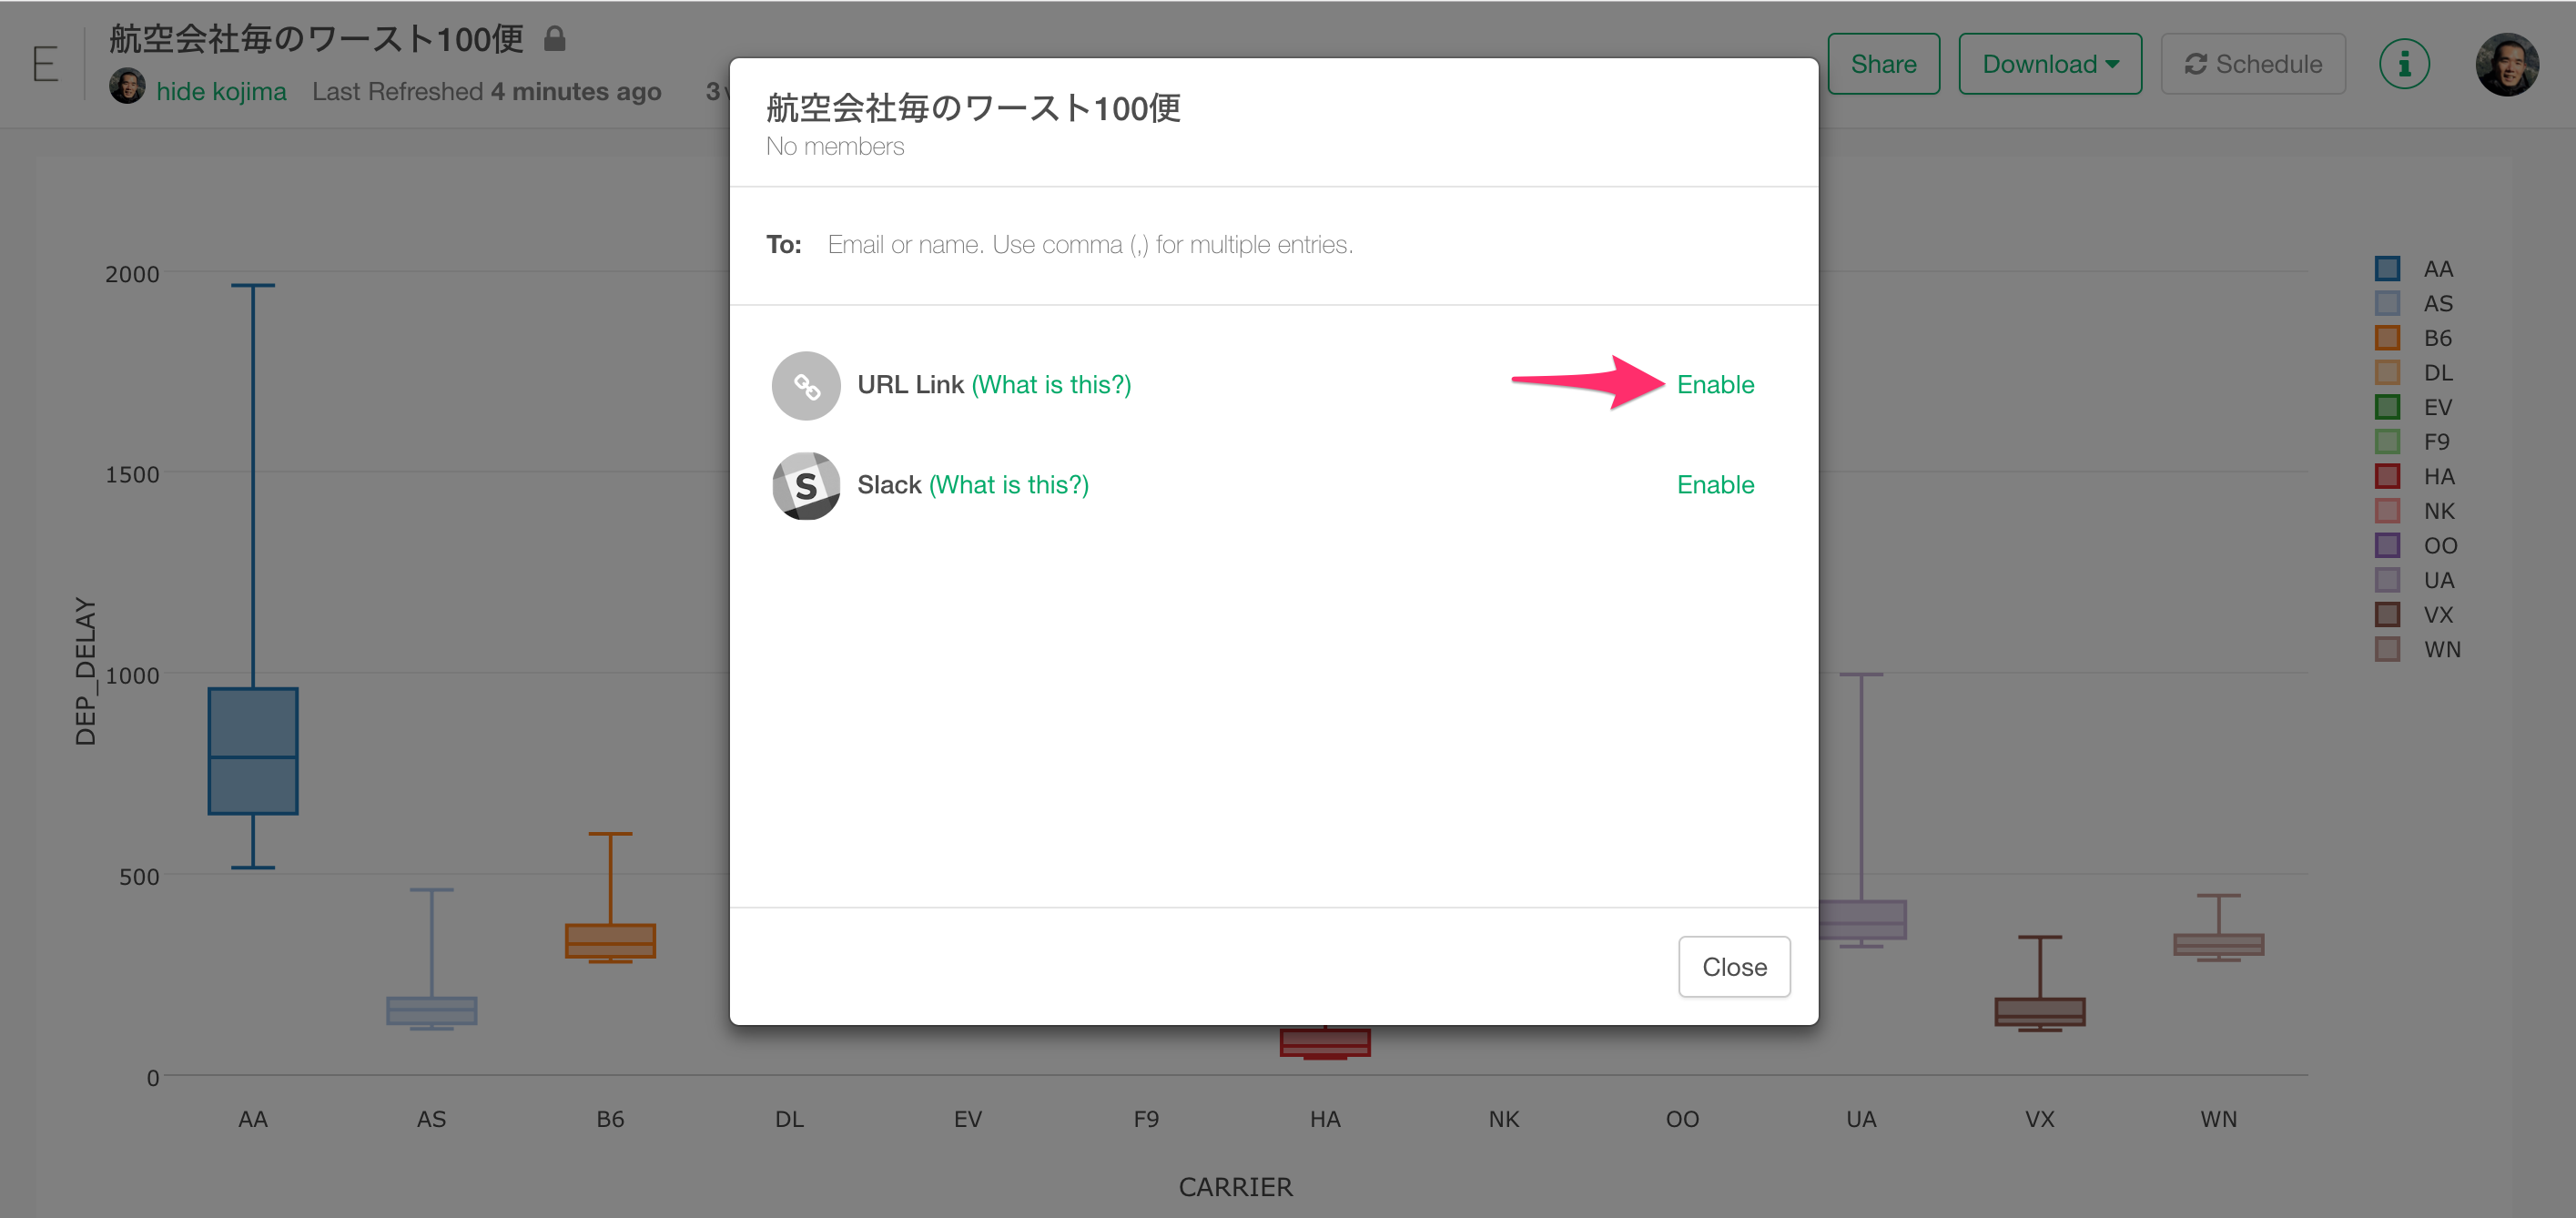 E
航空会社毎のワースト100便
hide kojima Last Refreshed 4 minutes ago 3
Share
Download
Schedule
航空会社毎のワースト100便
No members
To: Email or name. Use comma (,) for multiple entries.
URL Link (What is this?) Enable
S Slack (What is this?) Enable
Close
DEP_DELAY
2000
1500
1000
500
0
AA AS B6 DL EV F9 HA NK OO UA VX WN
CARRIER
AA
AS
B6
DL
EV
F9
HA
NK
OO
UA
VX
WN